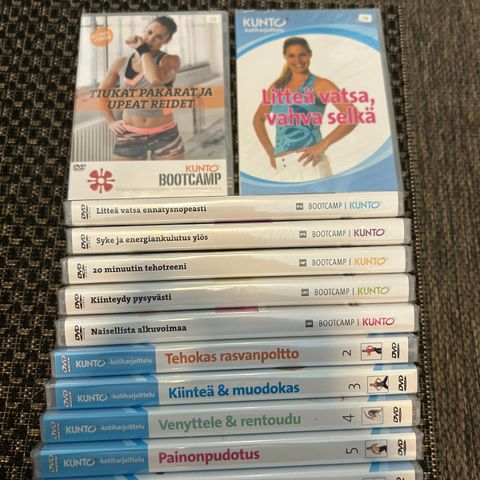 TIUKAT PAKARAT JA
UPEAT REIDET
DVD
KUNTO
BOOTCAMP
KUNTO
-kotiharjoittelu
Litteä vatsa,
vahva selkä
DVD
DVD Litteä vatsa ennätysnopeasti BOOTCAMP | KUNTO
DVD Syke ja energiankulutus ylös BOOTCAMP | KUNTO
DVD 20 minuutin tehotreeni BOOTCAMP | KUNTO
DVD Kiinteydy pysyvästi BOOTCAMP | KUNTO
DVD Naisellista alkuvoimaa BOOTCAMP | KUNTO
DVD KUNTO -kotiharjoittelu Tehokas rasvanpoltto 2 DVD
DVD KUNTO -kotiharjoittelu Kiinteä & muodokas 3 DVD
DVD KUNTO -kotiharjoittelu Venyttele & rentoudu 4 DVD
DVD KUNTO -kotiharjoittelu Painonpudotus 5 DVD